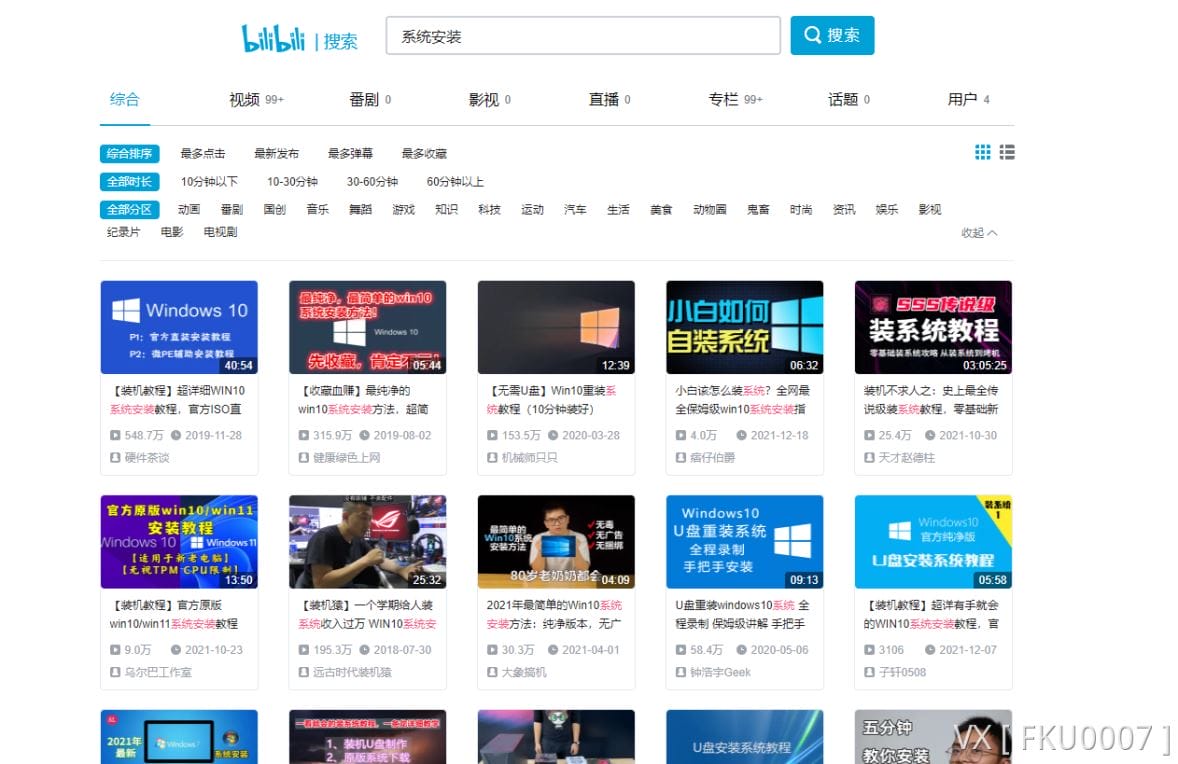 bilibili | 搜索
系统安装
搜索
综合
视频 99+
番剧 0
影视 0
直播 0
专栏 99+
话题 0
用户 4
综合排序 最多点击 最新发布 最多弹幕 最多收藏
全部时长 10分钟以下 10-30分钟 30-60分钟 60分钟以上
全部分区 动画 番剧 国创 音乐 舞蹈 游戏 知识 科技 运动 汽车 生活 美食 动物圈 鬼畜 时尚 资讯 娱乐 影视
纪录片 电影 电视剧
收起
Windows 10
P1: 官方直装安装教程
P2: 微PE辅助安装教程
40:54
【装机教程】超详细WIN10
系统安装教程，官方ISO直
548.7万 2019-11-28
硬件茶谈
最纯净，最简单的win10
系统安装方法！
Windows 10
先收藏，肯定
05:44
【收藏血赚】最纯净的
win10系统安装方法，超简
315.9万 2019-08-02
健康绿色上网
12:39
【无需U盘】Win10重装系
统教程（10分钟装好）
153.5万 2020-03-28
机械师只只
小白如何
自装系统
06:32
小白该怎么装系统？全网最
全保姆级win10系统安装指
4.0万 2021-12-18
痞仔伯爵
SSS传说级
装系统教程
零基础装系统攻略 从装系统到烤机
03:05:25
装机不求人之：史上最全传
说级装系统教程，零基础新
25.4万 2021-10-30
天才赵德柱
官方原版win10/win11
安装教程
Windows 10 Windows11
【适用于新老电脑】
【无视TPM CPU限制】
13:50
【装机教程】官方原版
win10/win11系统安装教程
9.0万 2021-10-23
乌尔巴工作室
25:32
【装机猿】一个学期给人装
系统收入过万 WIN10系统安
195.3万 2018-07-30
远古时代装机猿
最简单的
Win10系统
安装方法
无毒
无广告
无捆绑
80岁老奶奶都会
04:09
2021年最简单的Win10系统
安装方法：纯净版本，无广
30.3万 2021-04-01
大象搞机
Windows10
U盘重装系统
全程录制
手把手安装
09:13
U盘重装windows10系统 全
程录制 保姆级讲解 手把手
58.4万 2020-05-06
钟浩宇Geek
装系统
1
Windows10
官方纯净版
U盘安装系统教程
05:58
【装机教程】超详有手就会
的WIN10系统安装教程，官
3106 2021-12-07
子轩0508
2021年
最新
Windows 7
系统安装
一看就会的装系统教程，一条龙详细教学
1、装机U盘制作
2、原版系统下载
U盘安装系统教程
五分钟
教你安装
VX [ FKU0007 ]